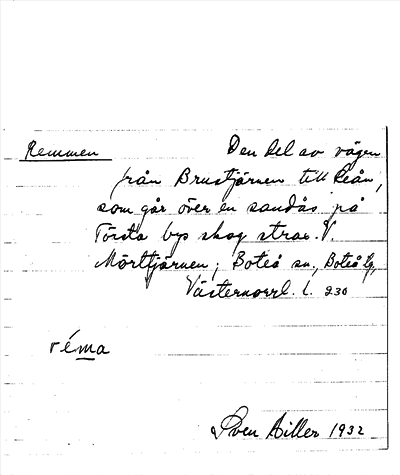 Remmen Den del av vägen
från Brustjärnen till Reån,
som går över en sandås på
Törsta bys skog strax V.
Mörttjärnen; Boteå sn, Boteå tg,
Västernorrl. l. 230
réma
Sven Hiller 1932